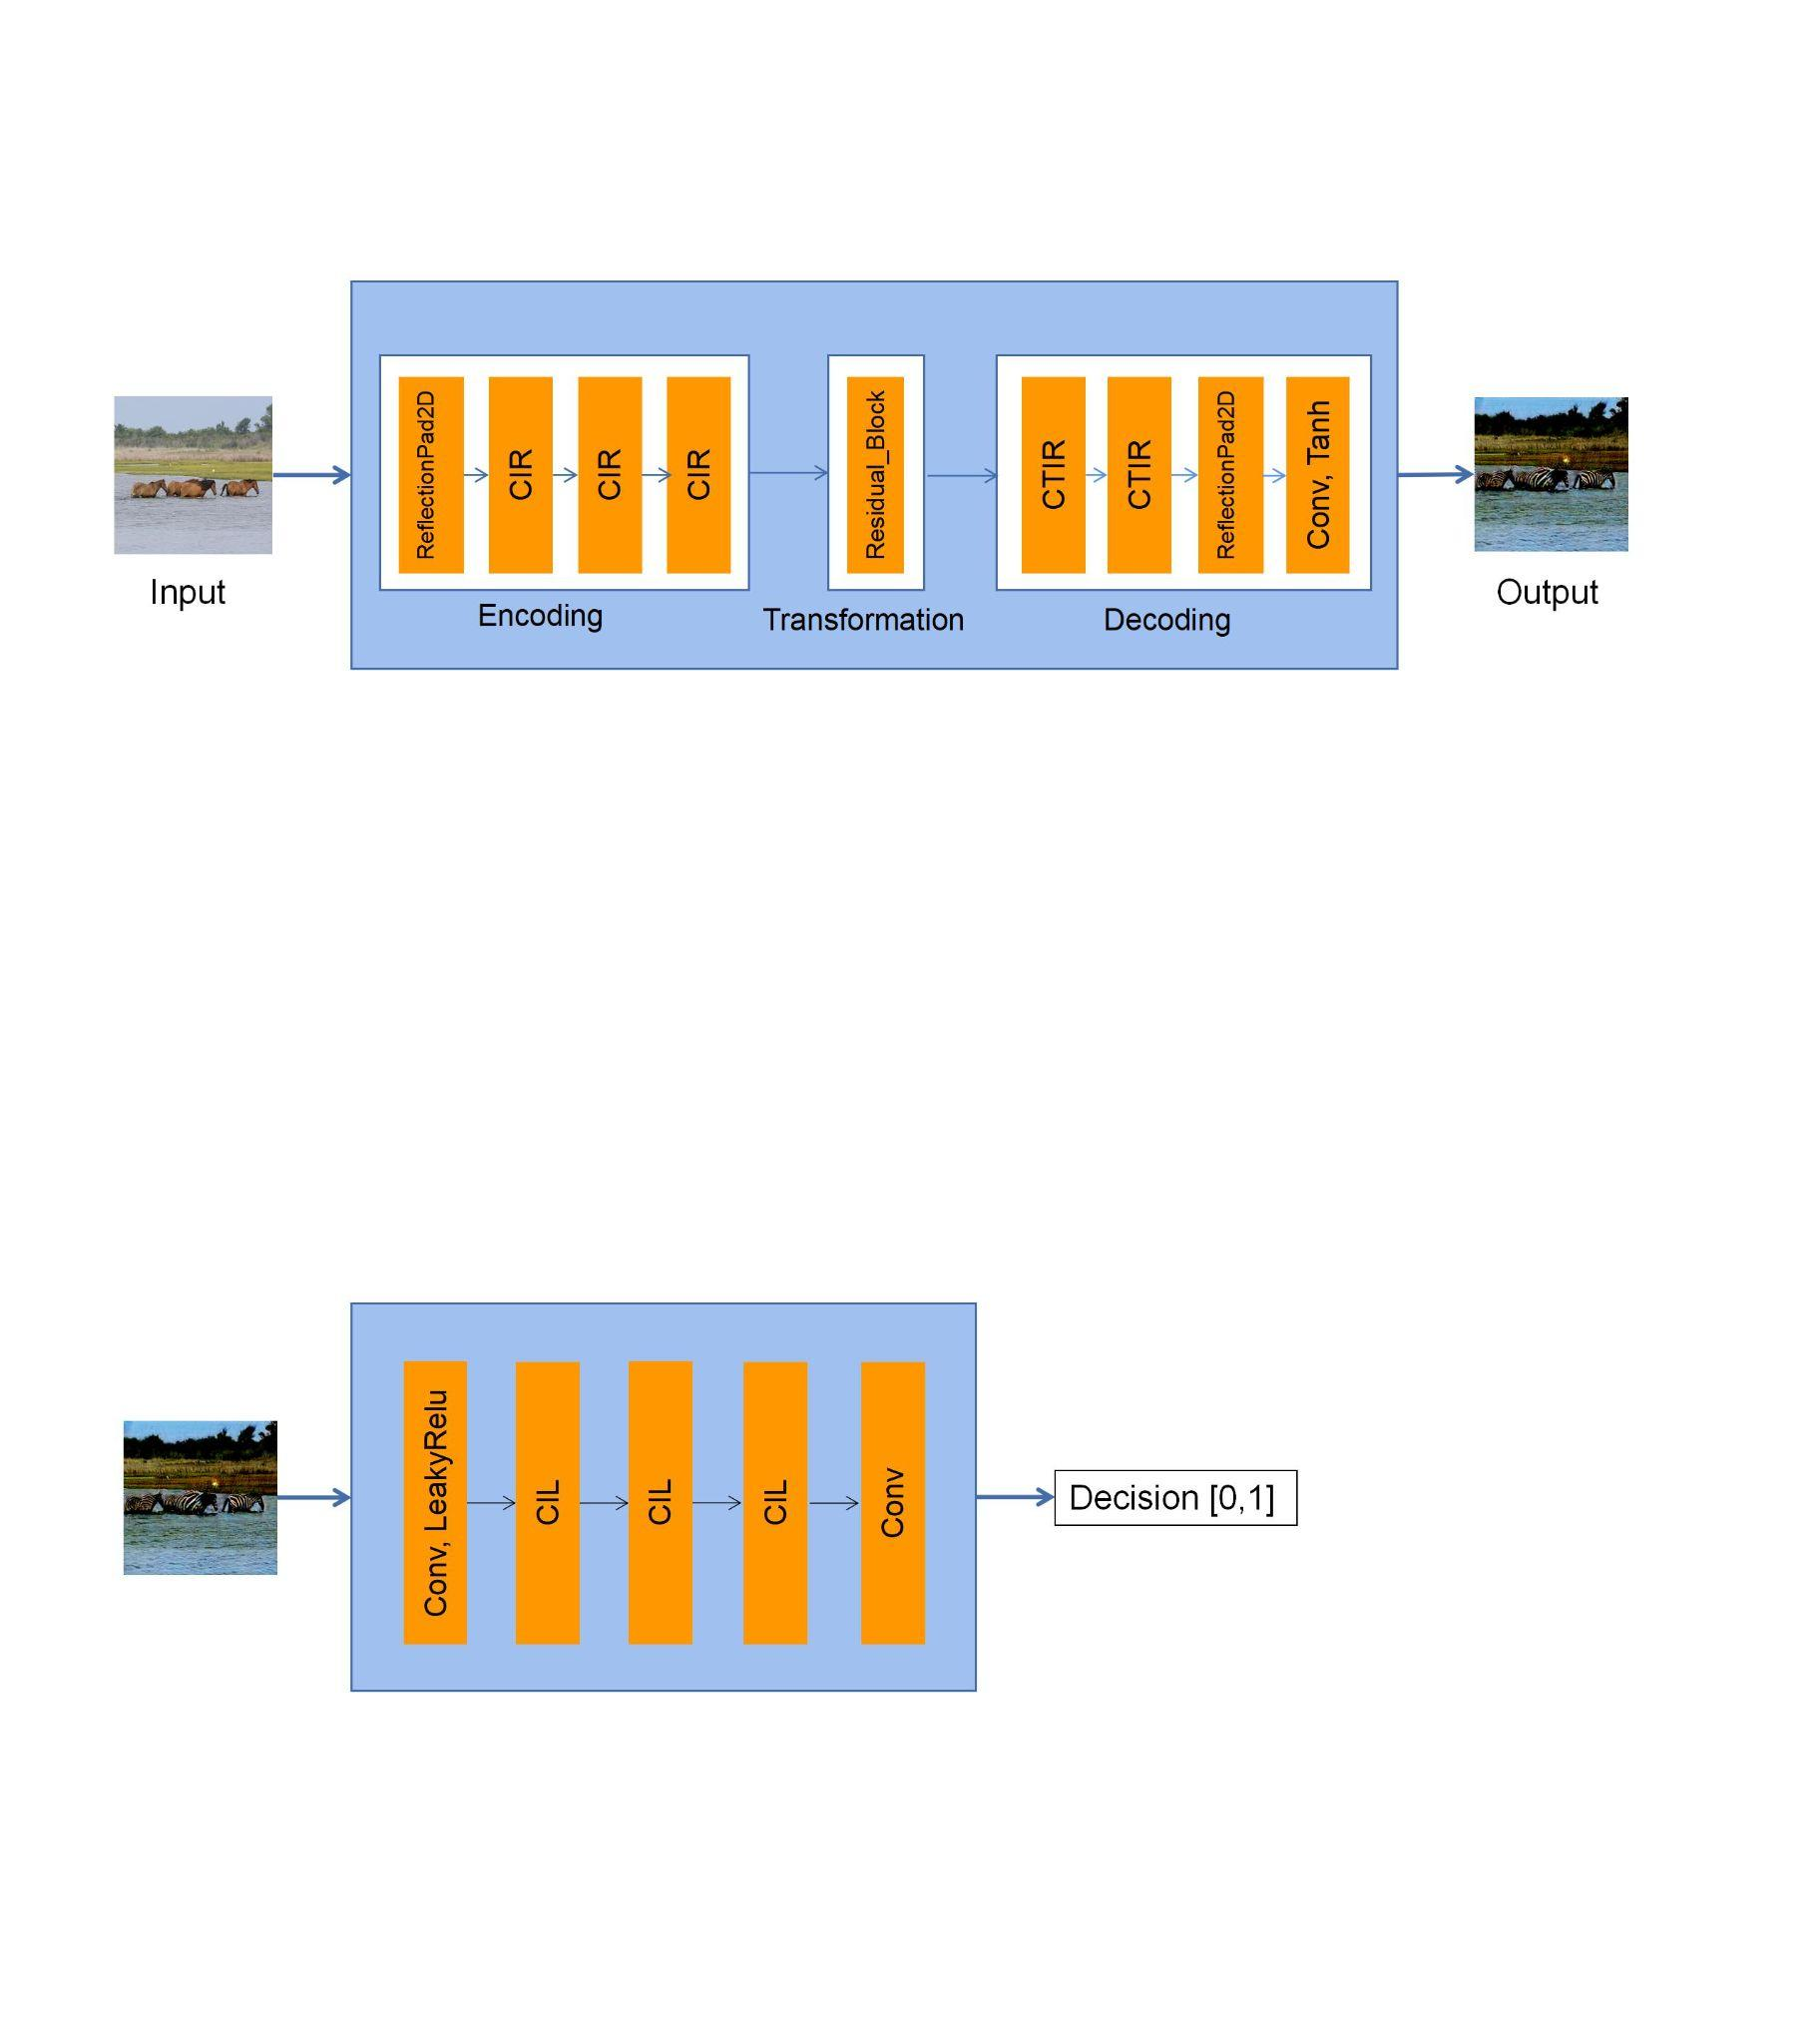 ReflectionPad2D
CIR
CIR
CIR
Residual_Block
CTIR
CTIR
ReflectionPad2D
Conv, Tanh
Input
Encoding
Transformation
Decoding
Output
Conv, LeakyRelu
CIL
CIL
CIL
Conv
Decision [0,1]